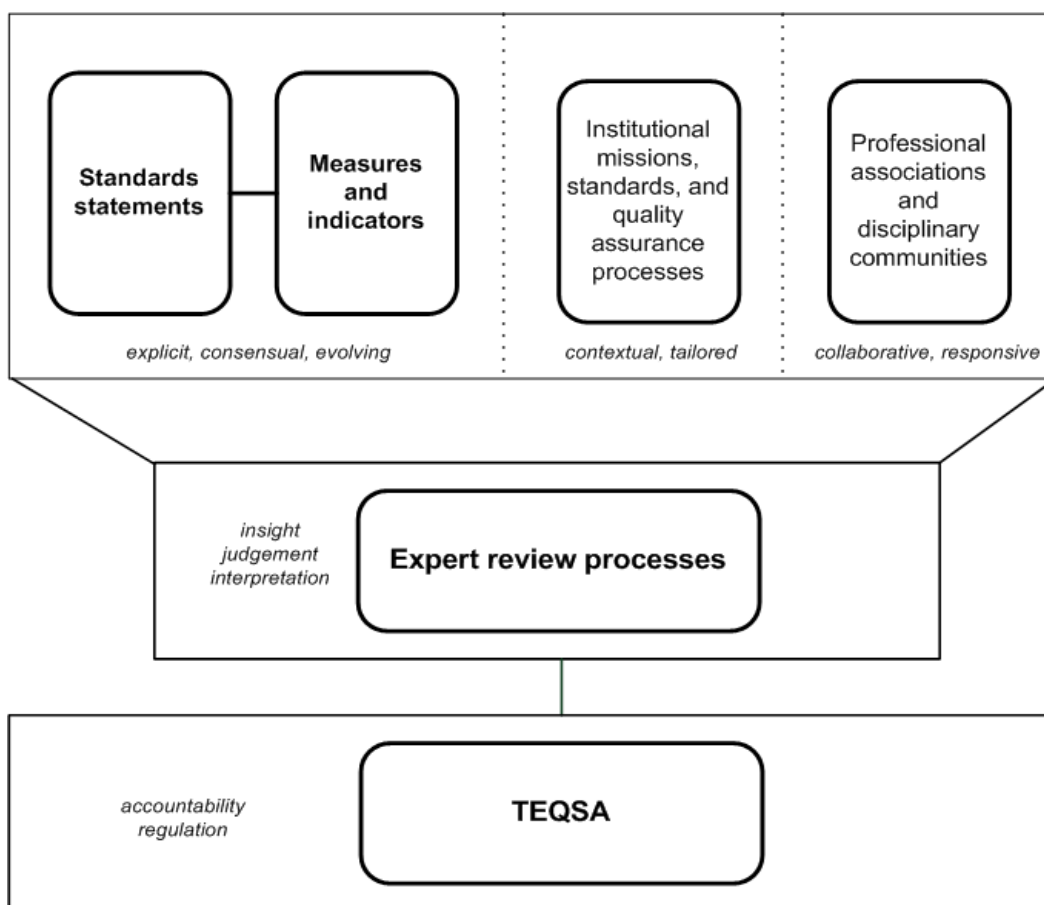 Standards
statements
Measures
and
indicators
explicit, consensual, evolving
Institutional
missions,
standards, and
quality
assurance
processes
contextual, tailored
Professional
associations
and
disciplinary
communities
collaborative, responsive
insight
judgement
interpretation
Expert review processes
accountability
regulation
TEQSA